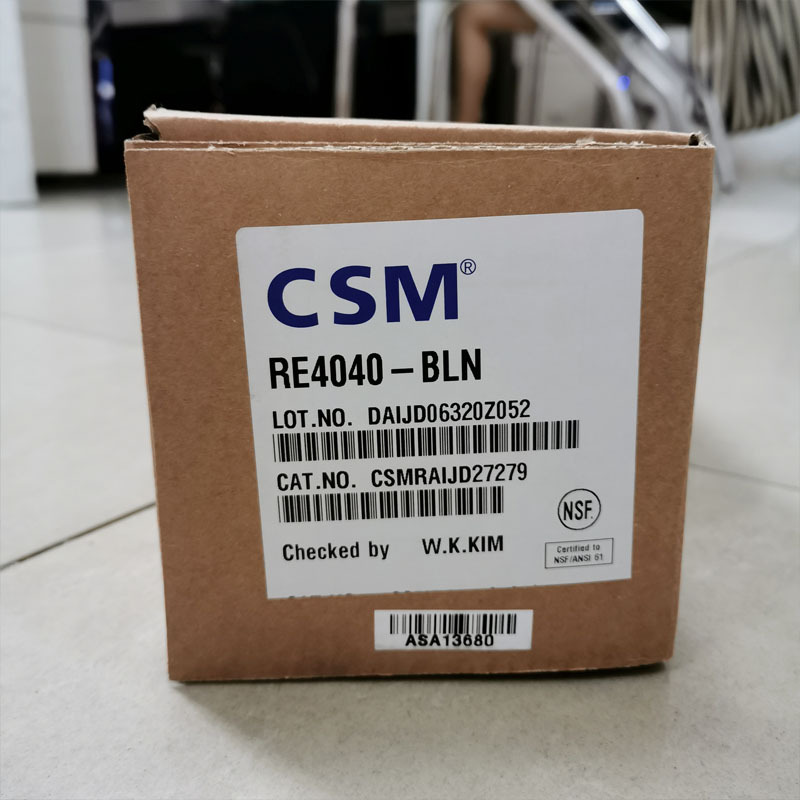 CSM®
RE4040-BLN
LOT.NO. DAIJD06320Z052
CAT.NO. CSMRAIJD27279
Checked by W.K.KIM
NSF.
Certified to
NSF/ANSI 61
ASA13680